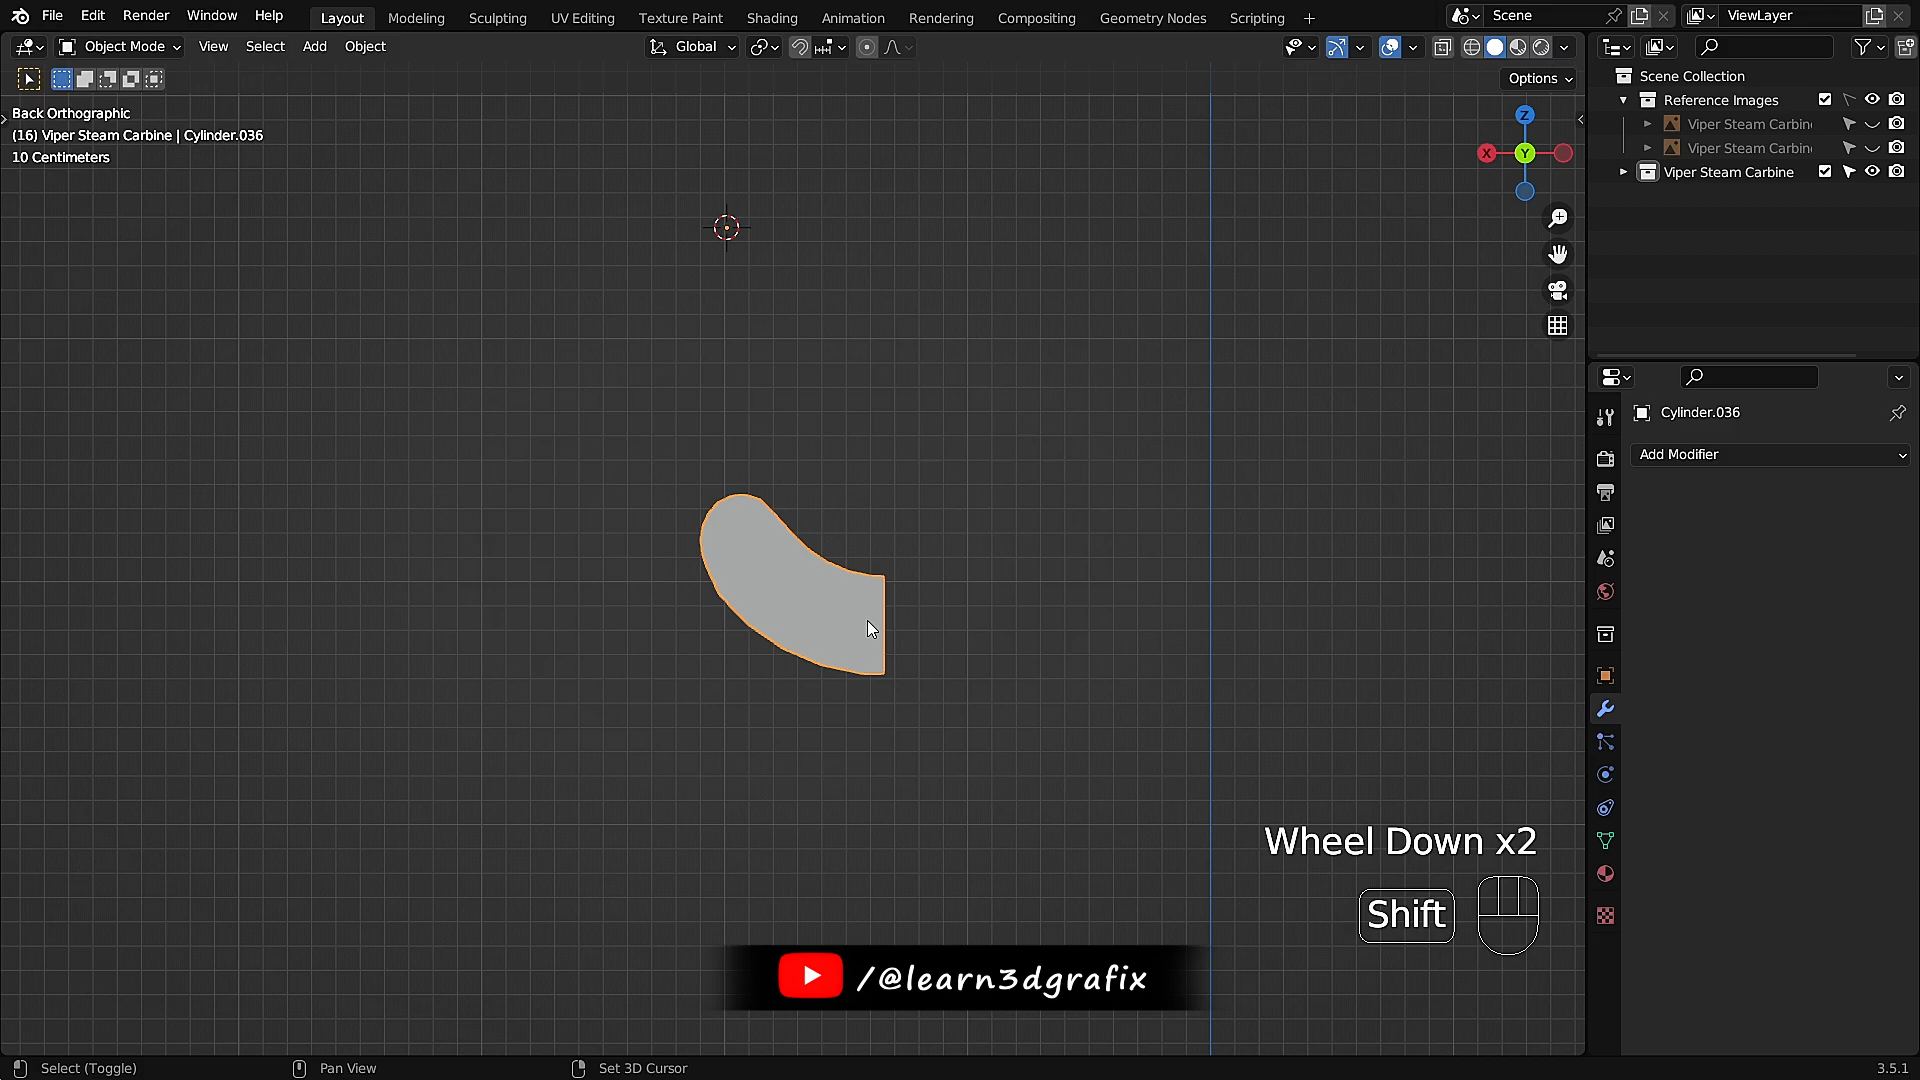 File Edit Render Window Help Layout Modeling Sculpting UV Editing Texture Paint Shading Animation Rendering Compositing Geometry Nodes Scripting + Scene ViewLayer
Object Mode View Select Add Object Global
Options
Back Orthographic
(16) Viper Steam Carbine | Cylinder.036
10 Centimeters
Z
X Y
Scene Collection
Reference Images
Viper Steam Carbin
Viper Steam Carbin
Viper Steam Carbine
Cylinder.036
Add Modifier
Wheel Down x2
Shift
/@learn3dgrafix
Select (Toggle) Pan View Set 3D Cursor 3.5.1